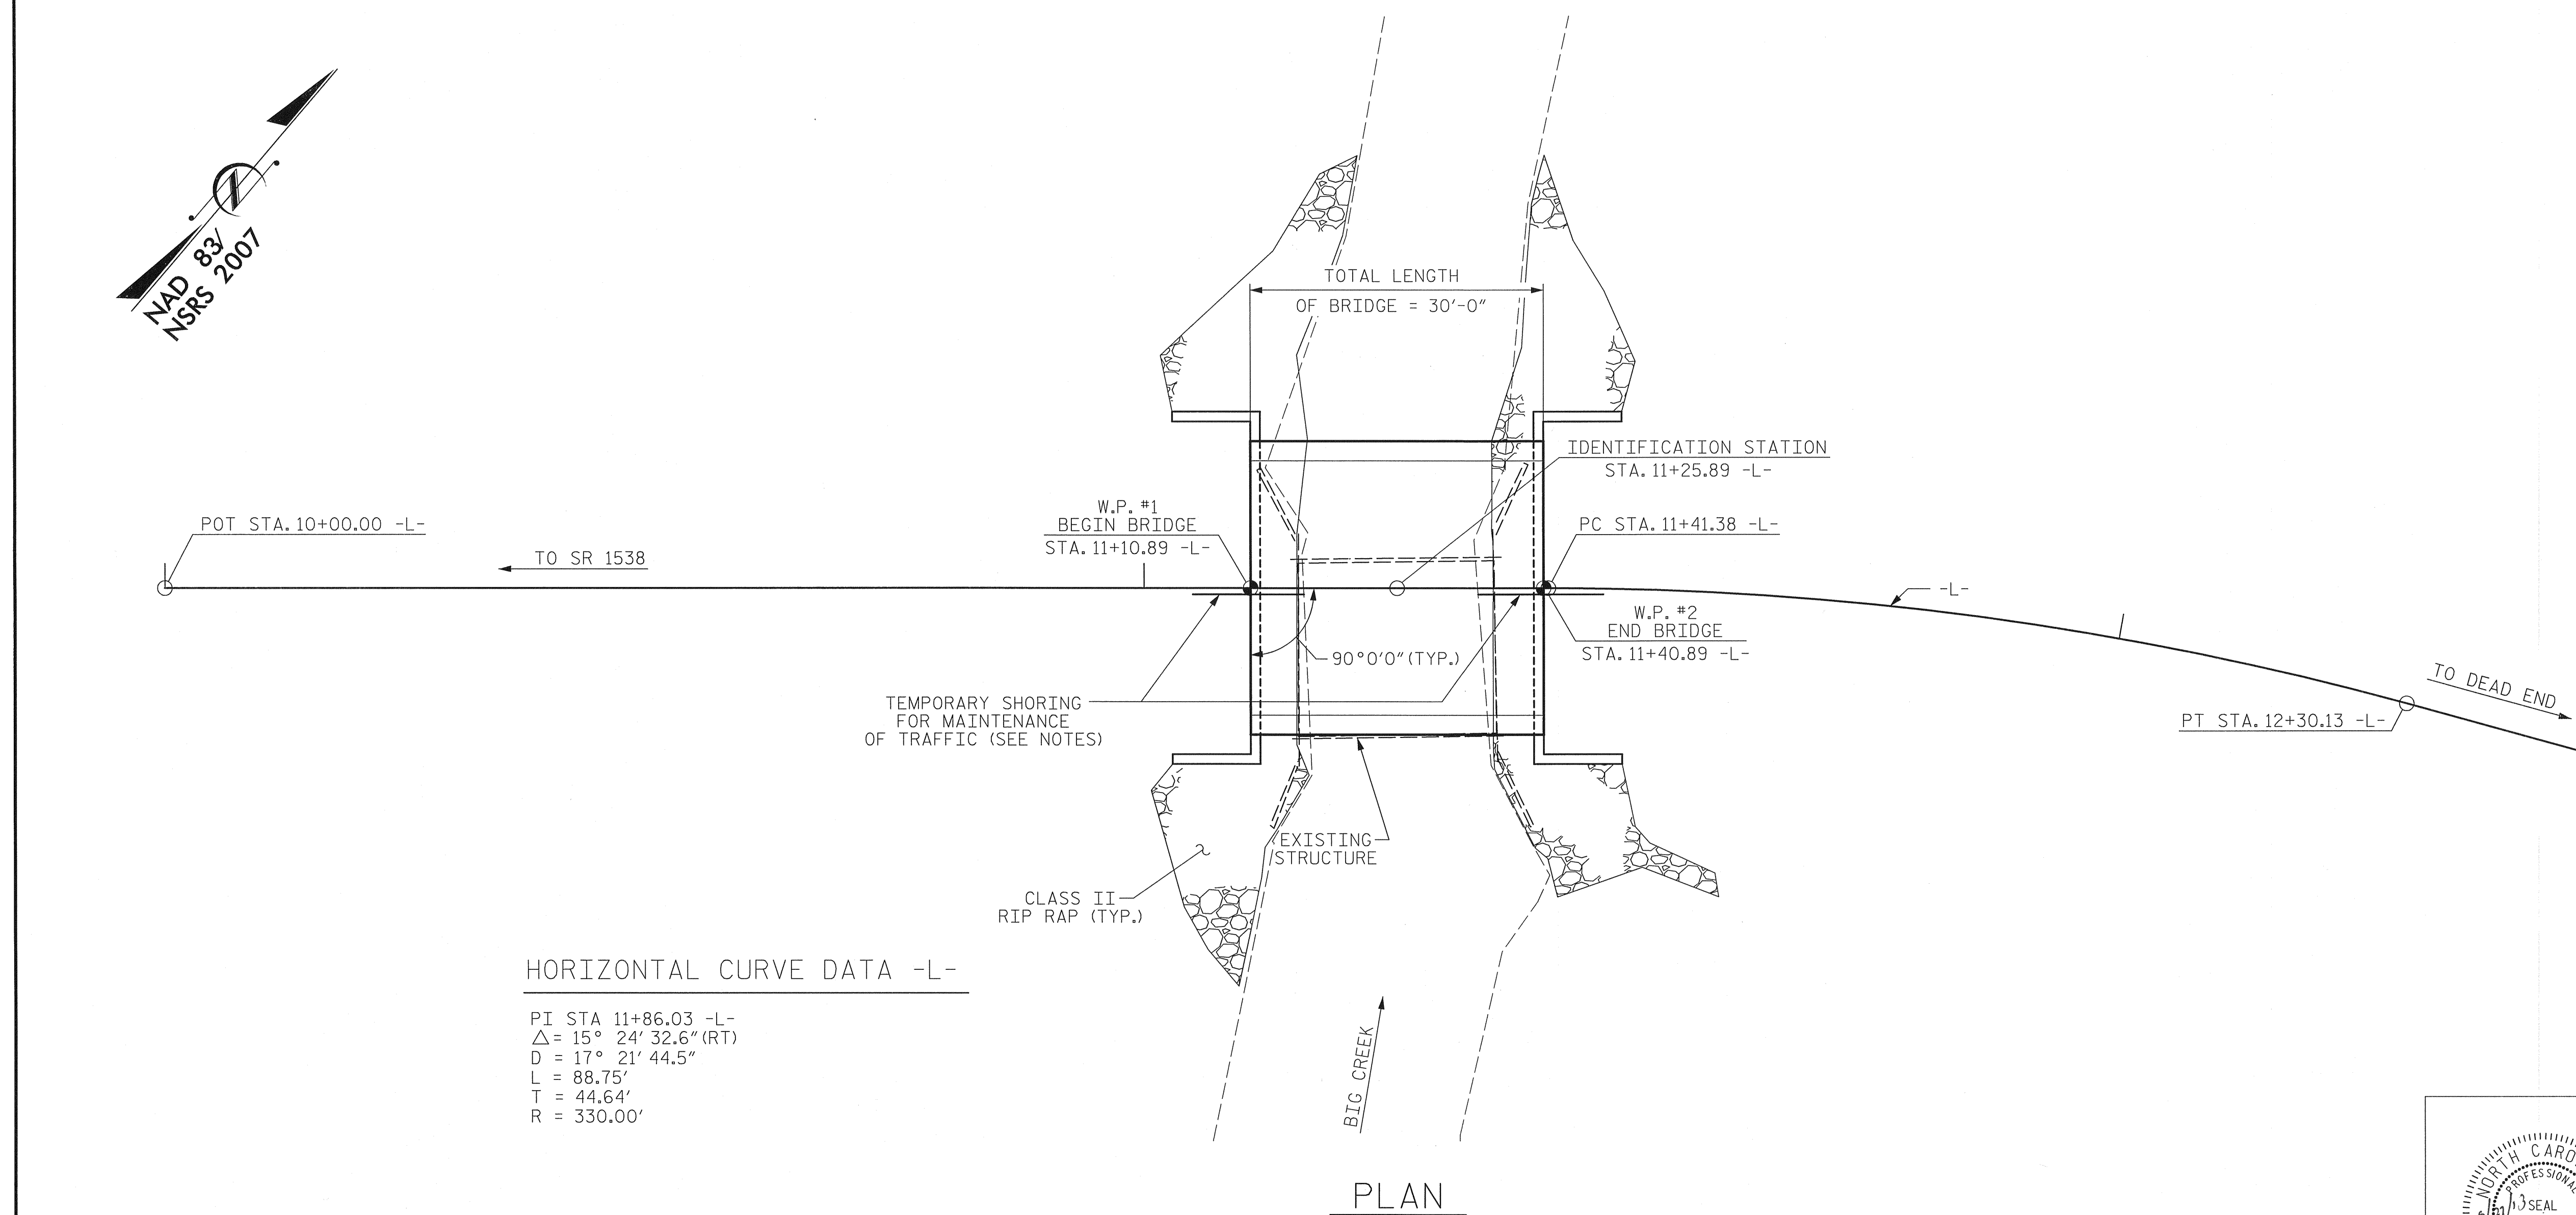 NAD 83/
NSRS 2007
TOTAL LENGTH
OF BRIDGE = 30'-0"
IDENTIFICATION STATION
STA. 11+25.89 -L-
W.P. #1
BEGIN BRIDGE
STA. 11+10.89 -L-
POT STA. 10+00.00 -L-
TO SR 1538
PC STA. 11+41.38 -L-
-L-
W.P. #2
END BRIDGE
STA. 11+40.89 -L-
90°0'0" (TYP.)
TO DEAD END
PT STA. 12+30.13 -L-
TEMPORARY SHORING
FOR MAINTENANCE
OF TRAFFIC (SEE NOTES)
EXISTING
STRUCTURE
CLASS II
RIP RAP (TYP.)
HORIZONTAL CURVE DATA -L-
PI STA 11+86.03 -L-
△= 15° 24' 32.6" (RT)
D = 17° 21' 44.5"
L = 88.75'
T = 44.64'
R = 330.00'
BIG CREEK
PLAN
NORTH CARO
PROFESSIONAL
SEAL